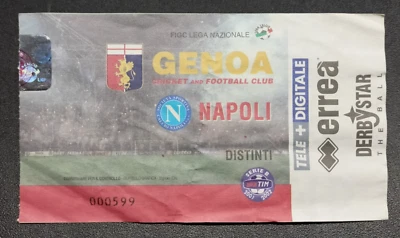 FIGC LEGA NAZIONALE
GENOA
CRICKET AND FOOTBALL CLUB
N
NAPOLI
DISTINTI
SERIE B
TIM
000599
TELE + DIGITALE
errea
DERBYSTAR
THE BALL